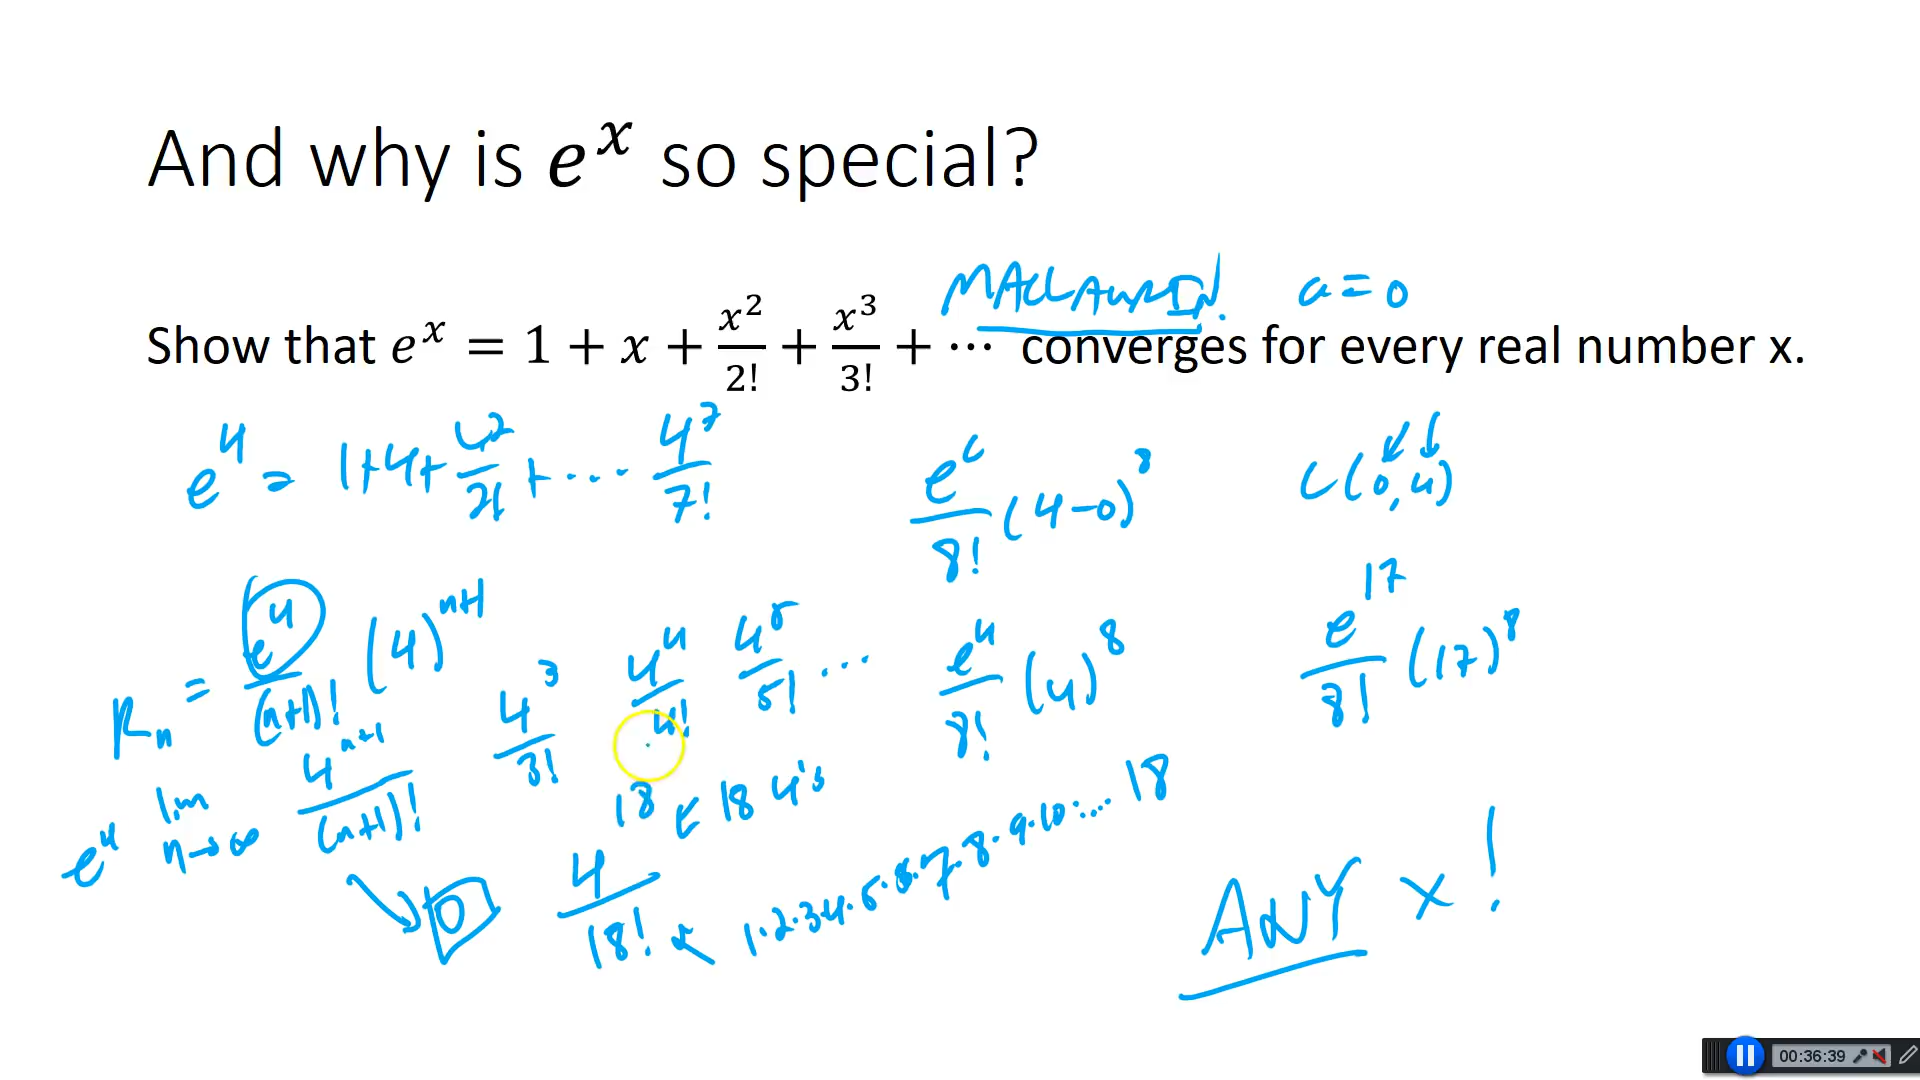 And why is e^x so special?
MACLAURIN! a = 0
Show that e^x = 1 + x + x^2/2! + x^3/3! + ⋯ converges for every real number x.
e^4 = 1+4+4^2/2! + ... 4^7/7!
e^c/8! (4-0)^8
c(0,4)
R_n = e^4/(n+1)! (4)^(n+1)
4^3/3! 4^4/4! 4^5/5! ...
e^4/8! (4)^8
e^17/8! (17)^8
e^4 lim n→∞ 4^(n+1)/(n+1)!
→ 0
4^18/18! ← 18 4's
← 1·2·3·4·5·6·7·8·9·10·... 18
ANY x!
00:36:39